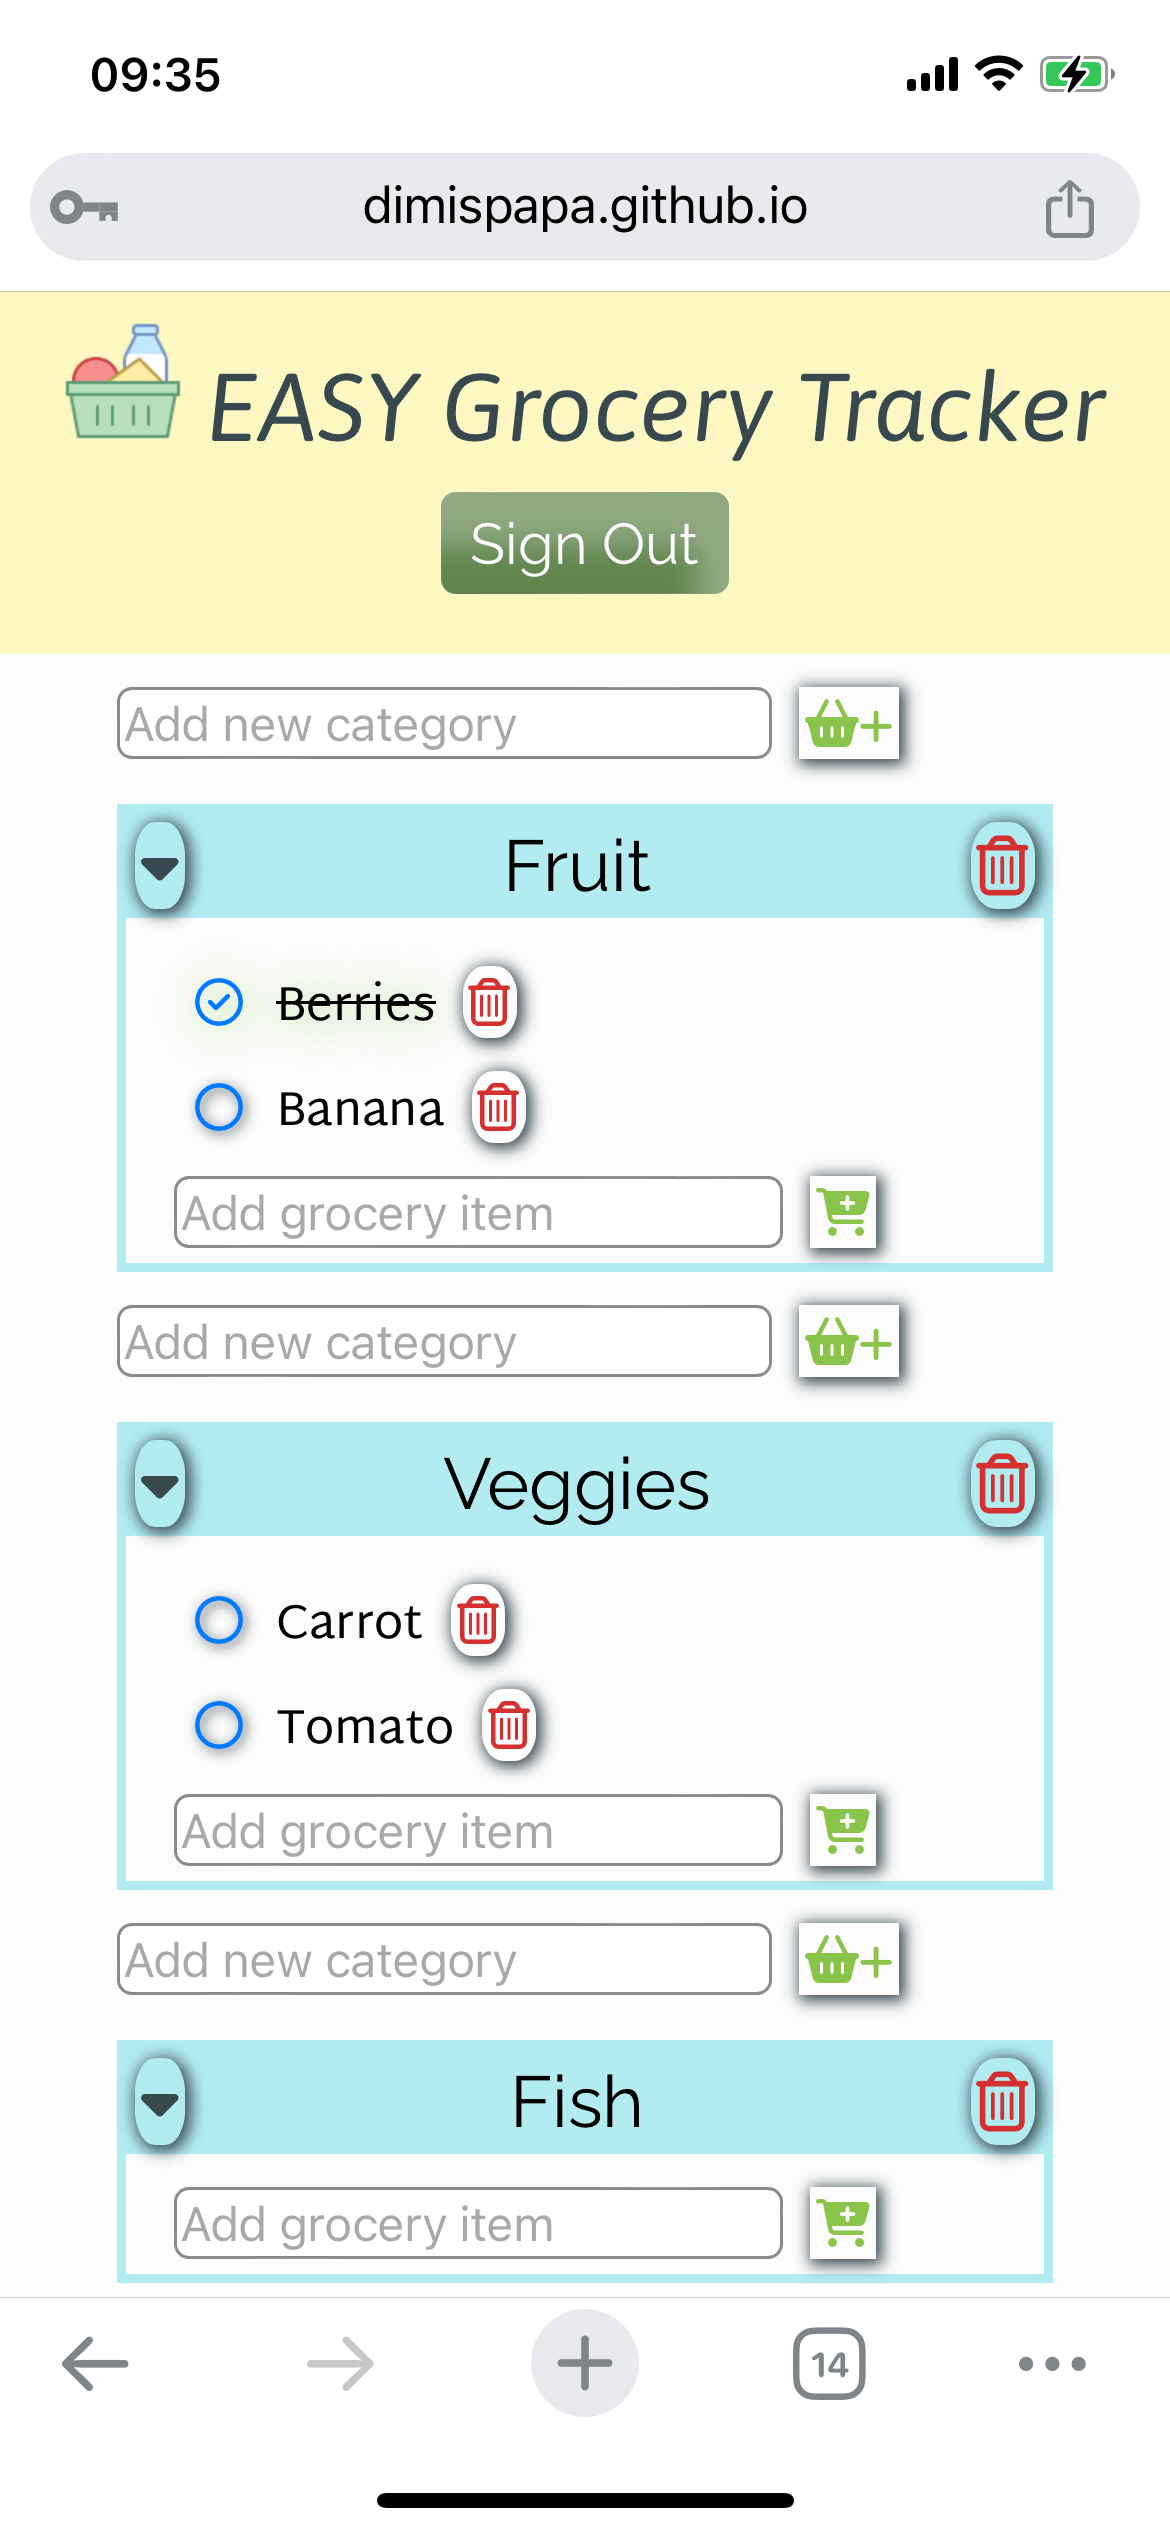 09:35
dimispapa.github.io
EASY Grocery Tracker
Sign Out
Add new category
Fruit
Berries
Banana
Add grocery item
Add new category
Veggies
Carrot
Tomato
Add grocery item
Add new category
Fish
Add grocery item
14